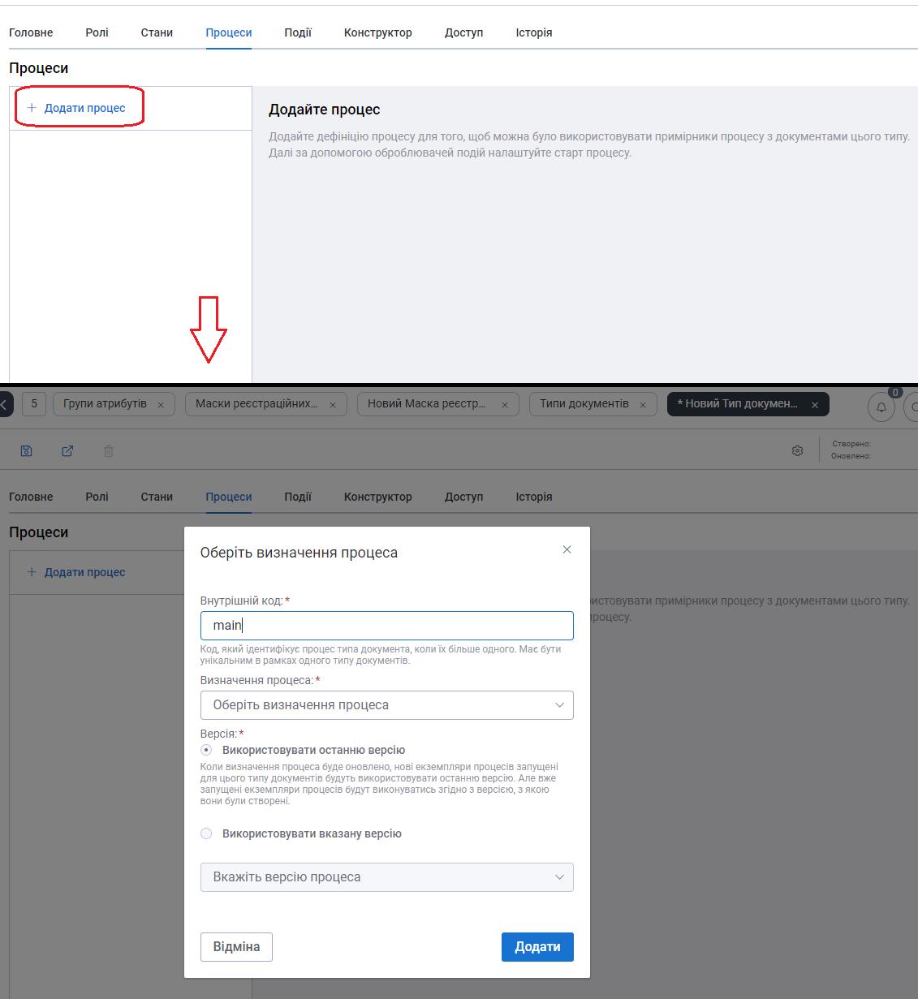 Головне Ролі Стани Процеси Події Конструктор Доступ Історія
Процеси
+ Додати процес
Додайте процес
Додайте дефініцію процесу для того, щоб можна було використовувати примірники процесу з документами цього типу.
Далі за допомогою оброблювачей подій налаштуйте старт процесу.
5 Групи атрибутів × Маски реєстраційних... × Новий Маска реєстр... × Типи документів × * Новий Тип докумен... × 0
Створено:
Оновлено:
Головне Ролі Стани Процеси Події Конструктор Доступ Історія
Процеси
+ Додати процес
истовувати примірники процесу з документами цього типу.
процесу.
Оберіть визначення процеса
Внутрішній код:*
main
Код, який ідентифікує процес типа документа, коли їх більше одного. Має бути
унікальним в рамках одного типу документів.
Визначення процеса:*
Оберіть визначення процеса
Версія:*
Використовувати останню версію
Коли визначення процеса буде оновлено, нові екземпляри процесів запущені
для цього типу документів будуть використовувати останню версію. Але вже
запущені екземпляри процесів будут виконуватись згідно з версією, з якою
вони були створені.
Використовувати вказану версію
Вкажіть версію процеса
Відміна Додати